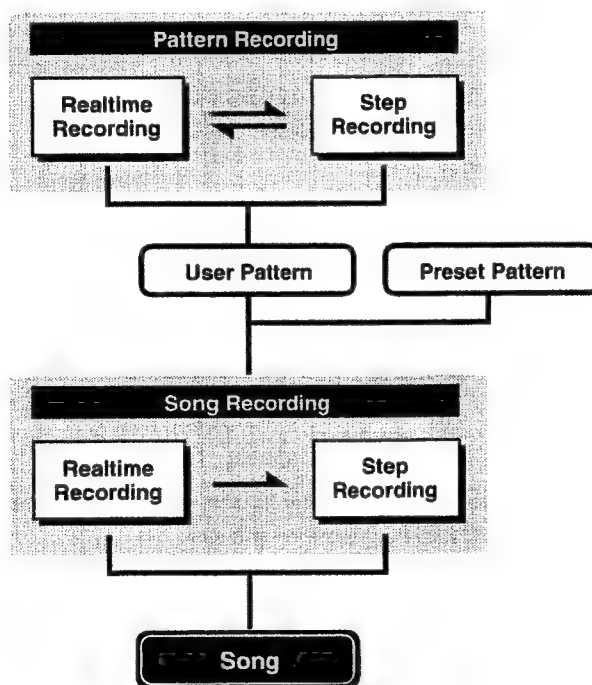 Pattern Recording
Realtime
Recording
Step
Recording
User Pattern
Preset Pattern
Song Recording
Realtime
Recording
Step
Recording
Song